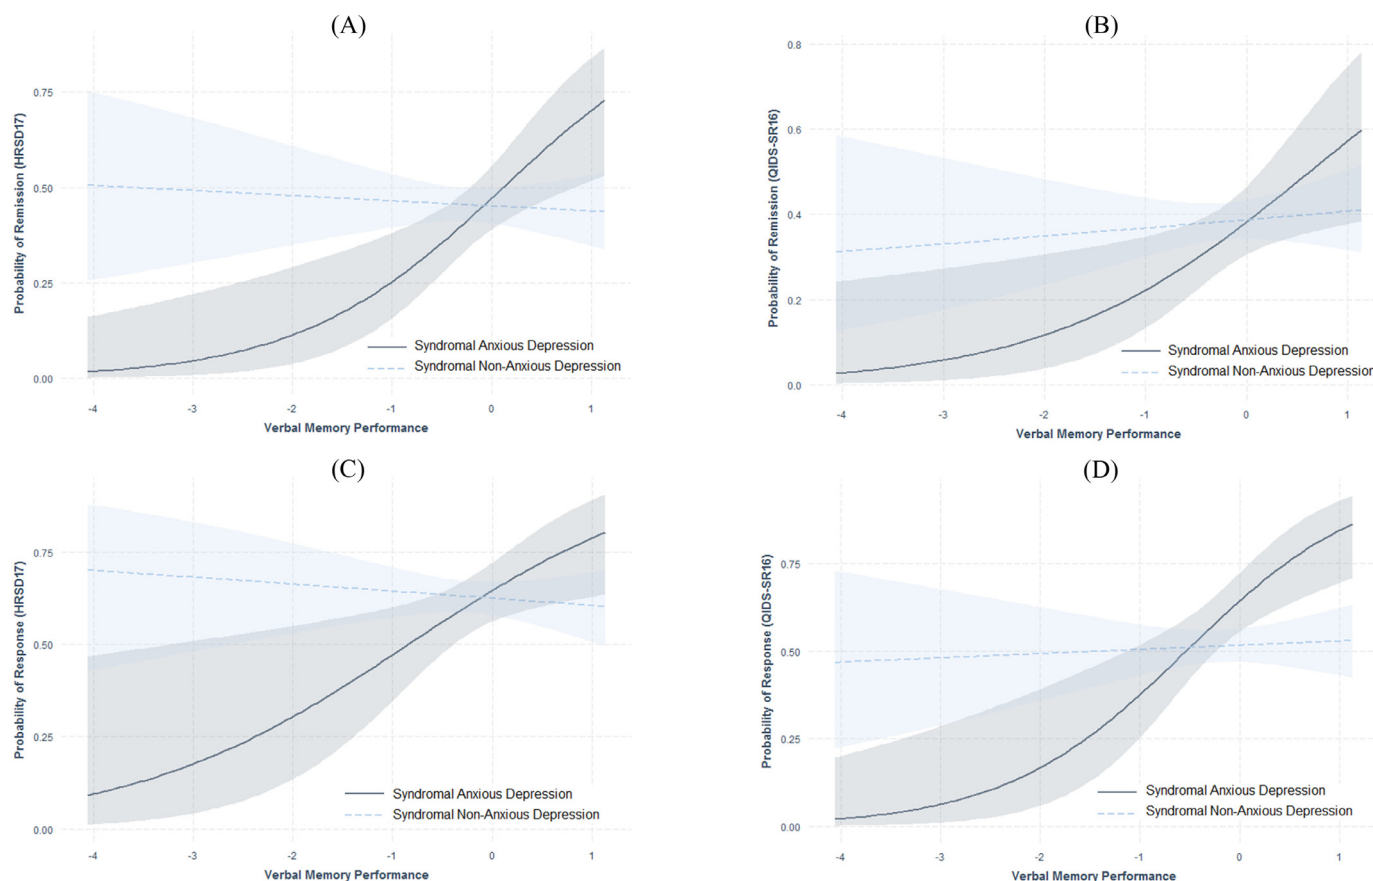 (A)
Probability of Remission (HRSD17)
0.75
0.50
0.25
0.00
Syndromal Anxious Depression
Syndromal Non-Anxious Depression
-4 -3 -2 -1 0 1
Verbal Memory Performance
(B)
Probability of Remission (QIDS-SR16)
0.8
0.6
0.4
0.2
0.0
Syndromal Anxious Depression
Syndromal Non-Anxious Depression
-4 -3 -2 -1 0 1
Verbal Memory Performance
(C)
Probability of Response (HRSD17)
0.75
0.50
0.25
0.00
Syndromal Anxious Depression
Syndromal Non-Anxious Depression
-4 -3 -2 -1 0 1
Verbal Memory Performance
(D)
Probability of Response (QIDS-SR16)
0.75
0.50
0.25
0.00
Syndromal Anxious Depression
Syndromal Non-Anxious Depression
-4 -3 -2 -1 0 1
Verbal Memory Performance